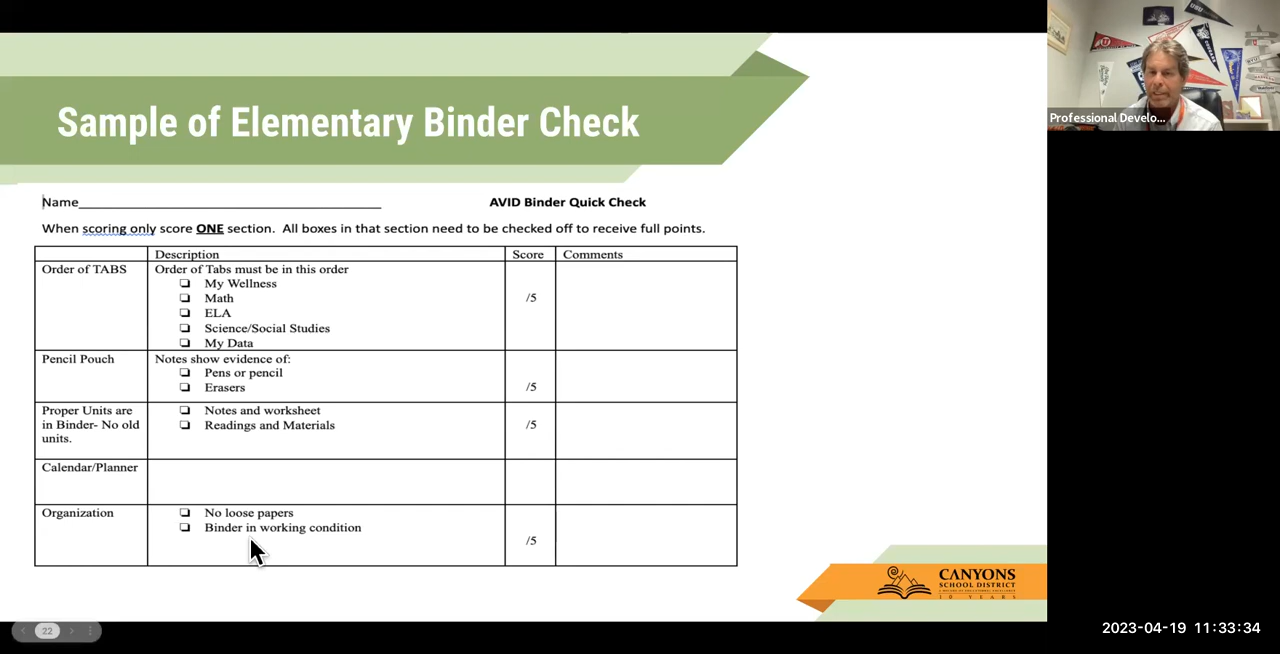 Sample of Elementary Binder Check
Name
AVID Binder Quick Check
When scoring only score ONE section. All boxes in that section need to be checked off to receive full points.
Description
Score
Comments
Order of TABS
Order of Tabs must be in this order
My Wellness
Math
ELA
Science/Social Studies
My Data
/5
Pencil Pouch
Notes show evidence of:
Pens or pencil
Erasers
/5
Proper Units are
in Binder- No old
units.
Notes and worksheet
Readings and Materials
/5
Calendar/Planner
Organization
No loose papers
Binder in working condition
/5
CANYONS
SCHOOL DISTRICT
10 YEARS
22
Professional Develo...
2023-04-19 11:33:34